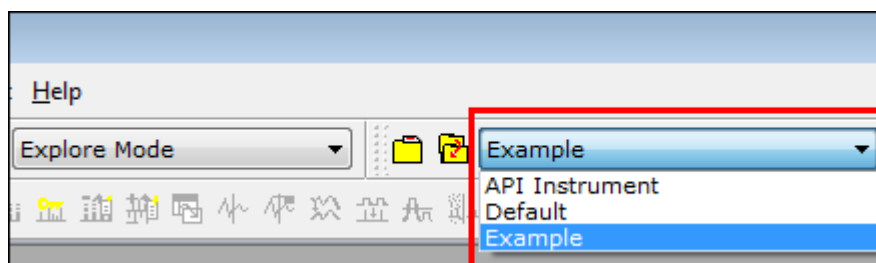 Help
Explore Mode
Example
API Instrument
Default
Example